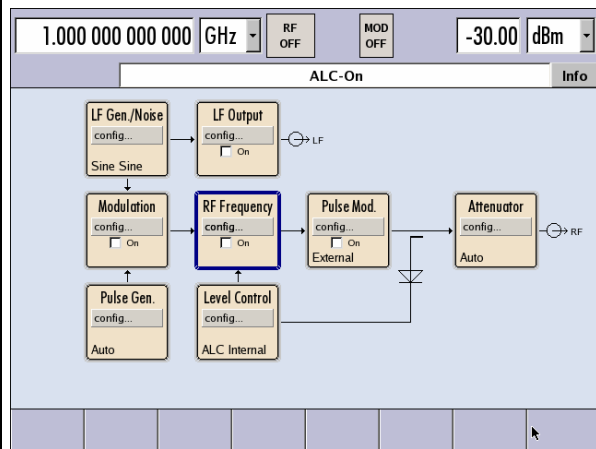 1.000 000 000 000 GHz RF OFF MOD OFF -30.00 dBm
ALC-On Info
LF Gen./Noise
config...
Sine Sine
LF Output
config...
On
LF
Modulation
config...
On
RF Frequency
config...
On
Pulse Mod.
config...
On
External
Attenuator
config...
Auto
RF
Pulse Gen.
config...
Auto
Level Control
config...
ALC Internal